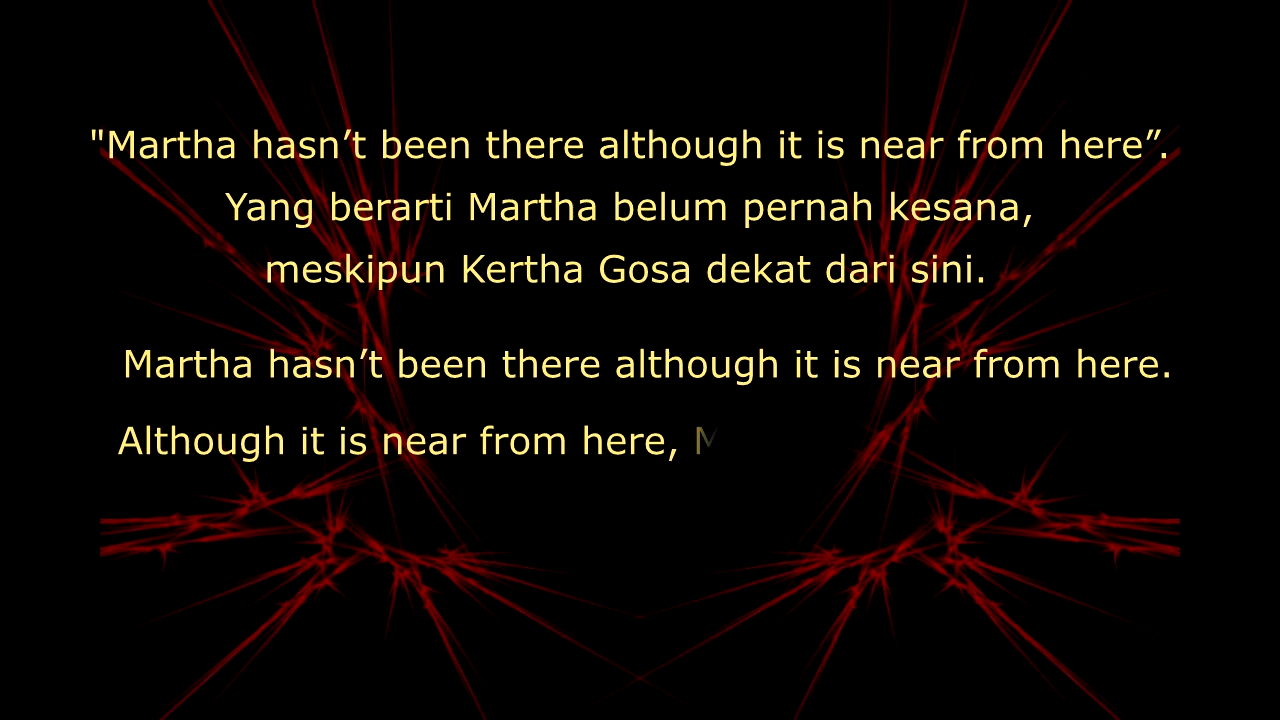 "Martha hasn’t been there although it is near from here”.
Yang berarti Martha belum pernah kesana,
meskipun Kertha Gosa dekat dari sini.
Martha hasn’t been there although it is near from here.
Although it is near from here,